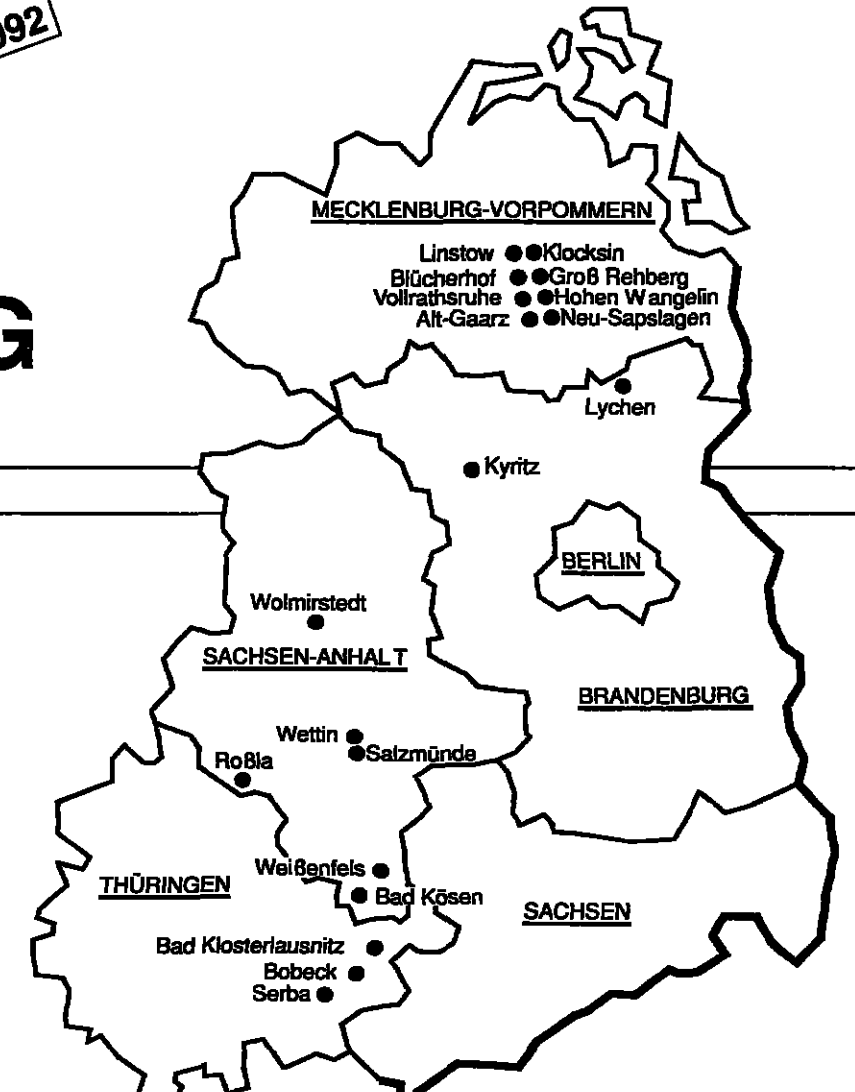 992
G
MECKLENBURG-VORPOMMERN
Linstow Klocksin
Blücherhof Groß Rehberg
Vollrathsruhe Hohen Wangelin
Alt-Gaarz Neu-Sapslagen
Lychen
Kyritz
BERLIN
Wolmirstedt
SACHSEN-ANHALT
BRANDENBURG
Wettin
Salzmünde
Roßla
Weißenfels
THÜRINGEN
Bad Kösen
SACHSEN
Bad Klosterlausnitz
Bobeck
Serba